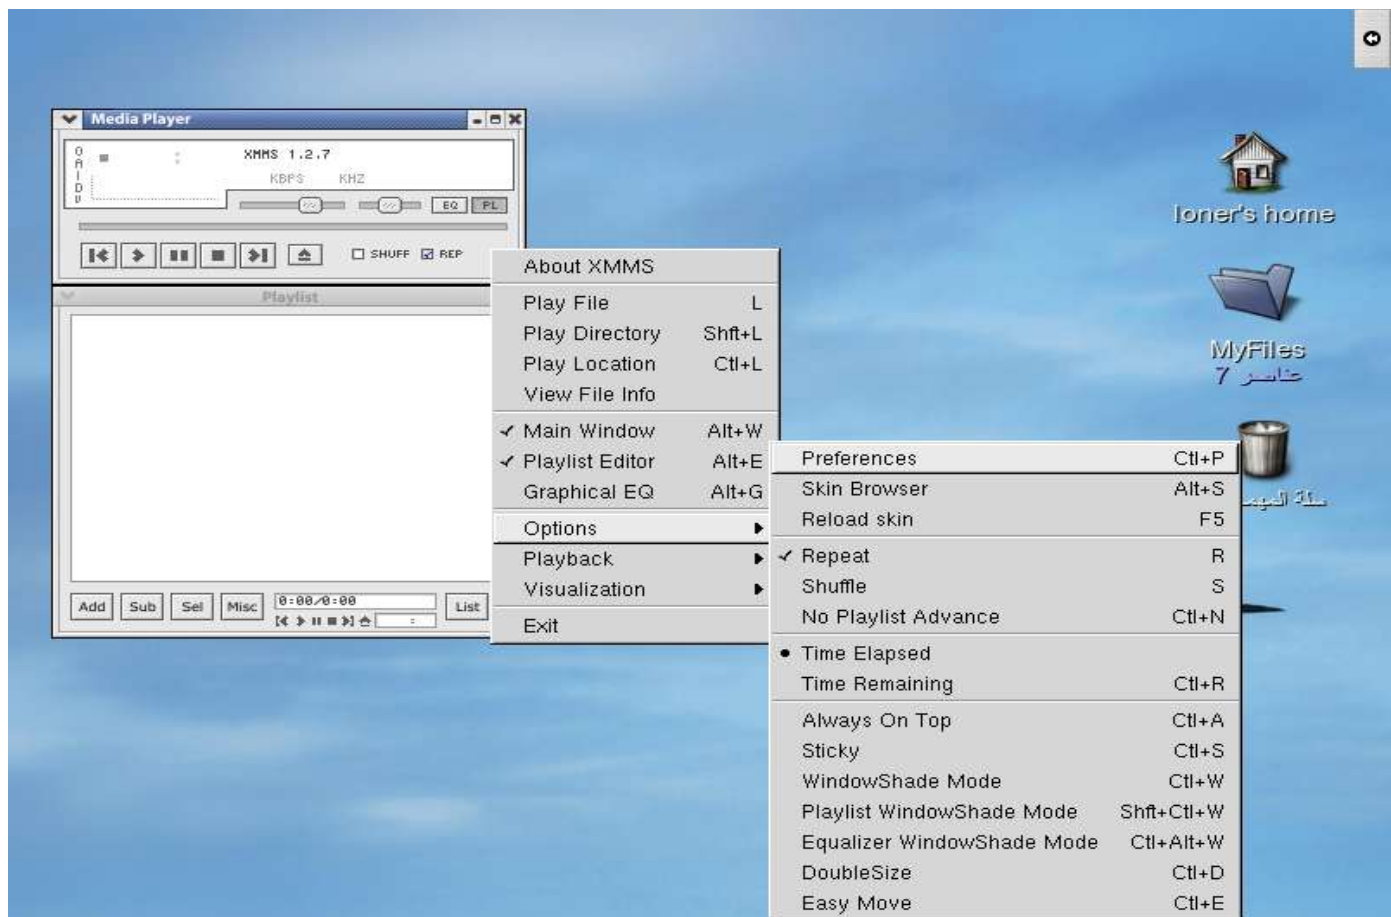 Media Player
O
A
I
D
V
XMMS 1.2.7
KBPS KHZ
EQ PL
SHUFF REP
Playlist
Add Sub Sel Misc 0:00/0:00 List
:
About XMMS
Play File L
Play Directory Shft+L
Play Location Ctl+L
View File Info
Main Window Alt+W
Playlist Editor Alt+E
Graphical EQ Alt+G
Options
Playback
Visualization
Exit
Preferences Ctl+P
Skin Browser Alt+S
Reload skin F5
Repeat R
Shuffle S
No Playlist Advance Ctl+N
Time Elapsed
Time Remaining Ctl+R
Always On Top Ctl+A
Sticky Ctl+S
WindowShade Mode Ctl+W
Playlist WindowShade Mode Shft+Ctl+W
Equalizer WindowShade Mode Ctl+Alt+W
DoubleSize Ctl+D
Easy Move Ctl+E
loner's home
MyFiles
7 عناصر
سلة